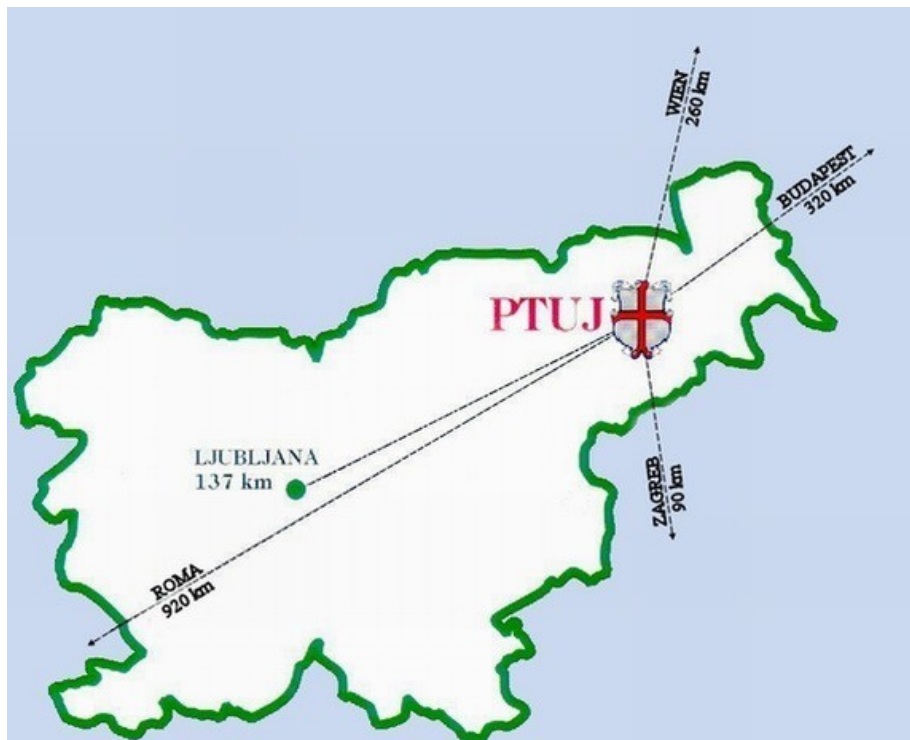 WIEN
260 km
BUDAPEST
320 km
PTUJ
LJUBLJANA
137 km
ZAGREB
90 km
ROMA
920 km